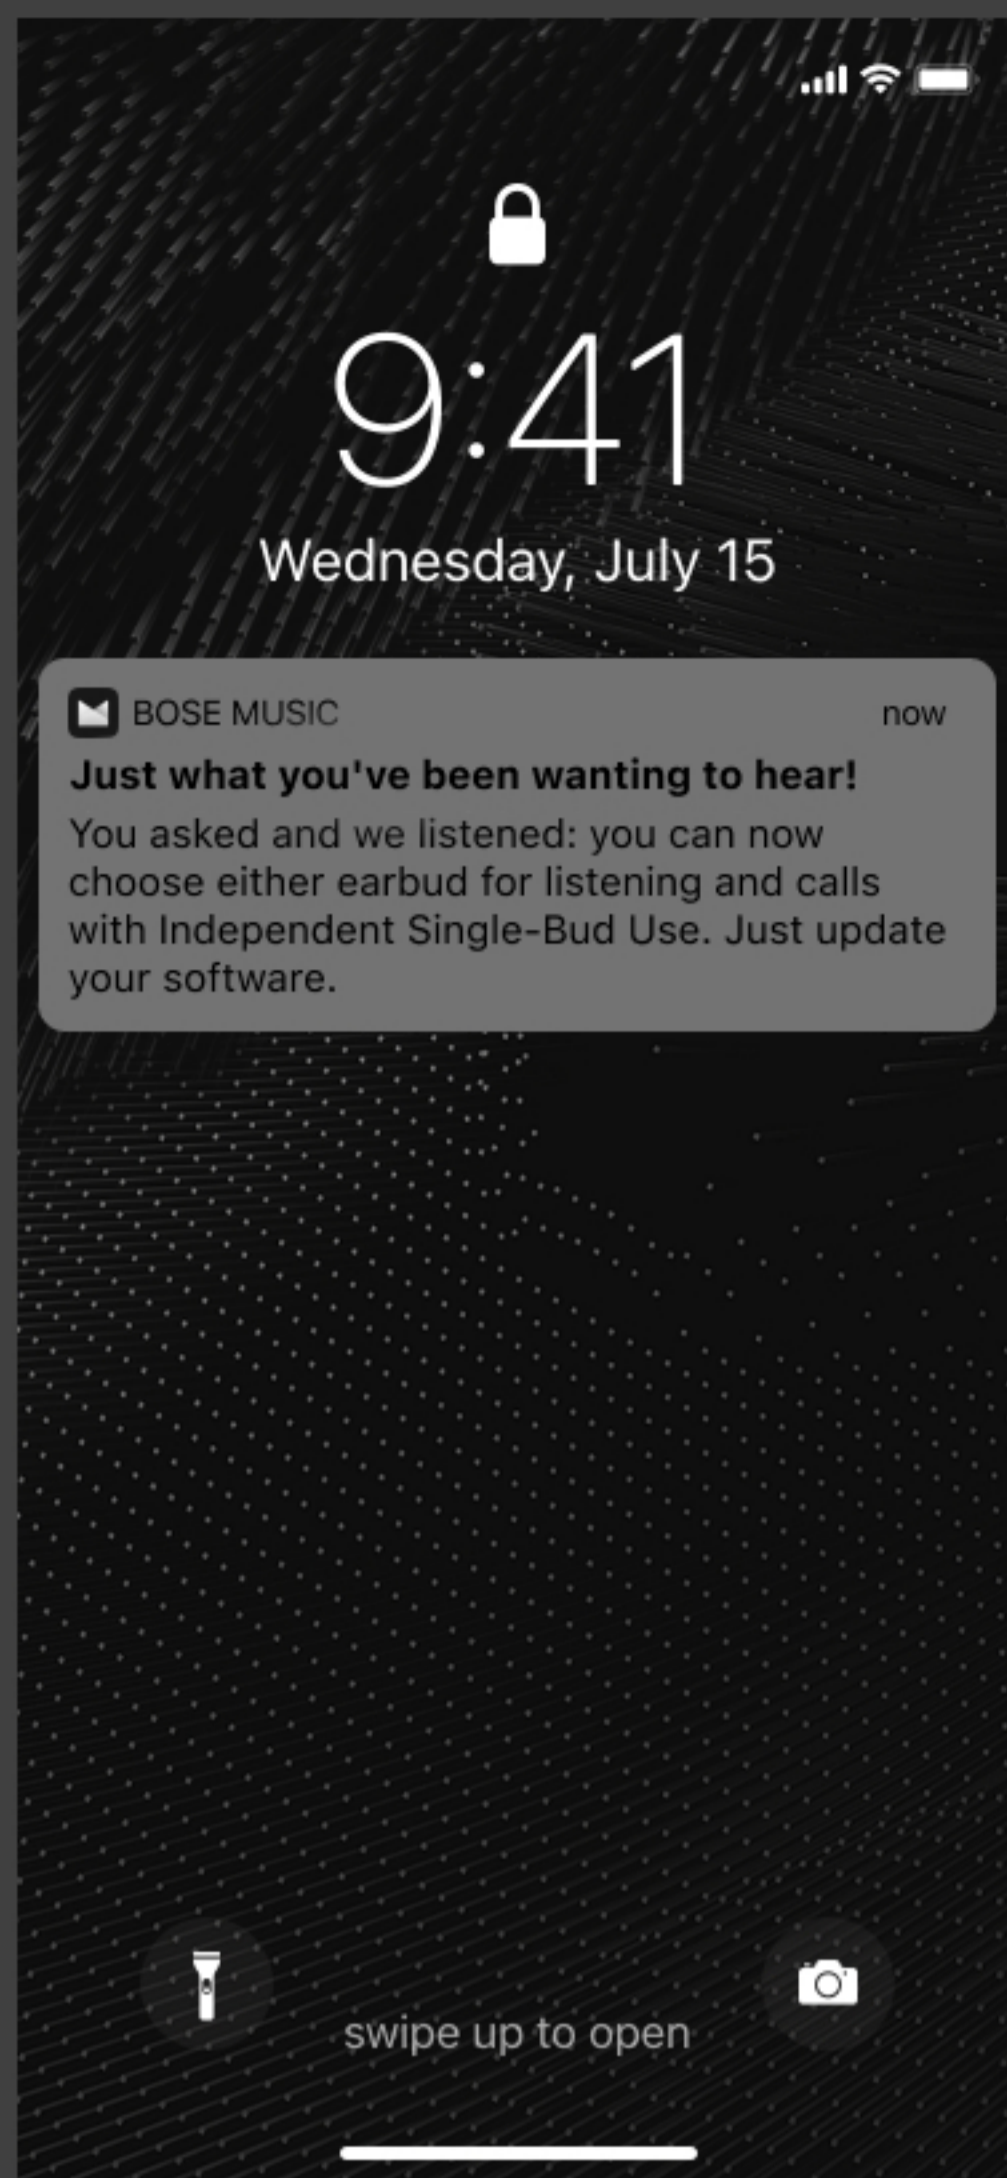 9:41
Wednesday, July 15
BOSE MUSIC now
Just what you've been wanting to hear!
You asked and we listened: you can now
choose either earbud for listening and calls
with Independent Single-Bud Use. Just update
your software.
swipe up to open